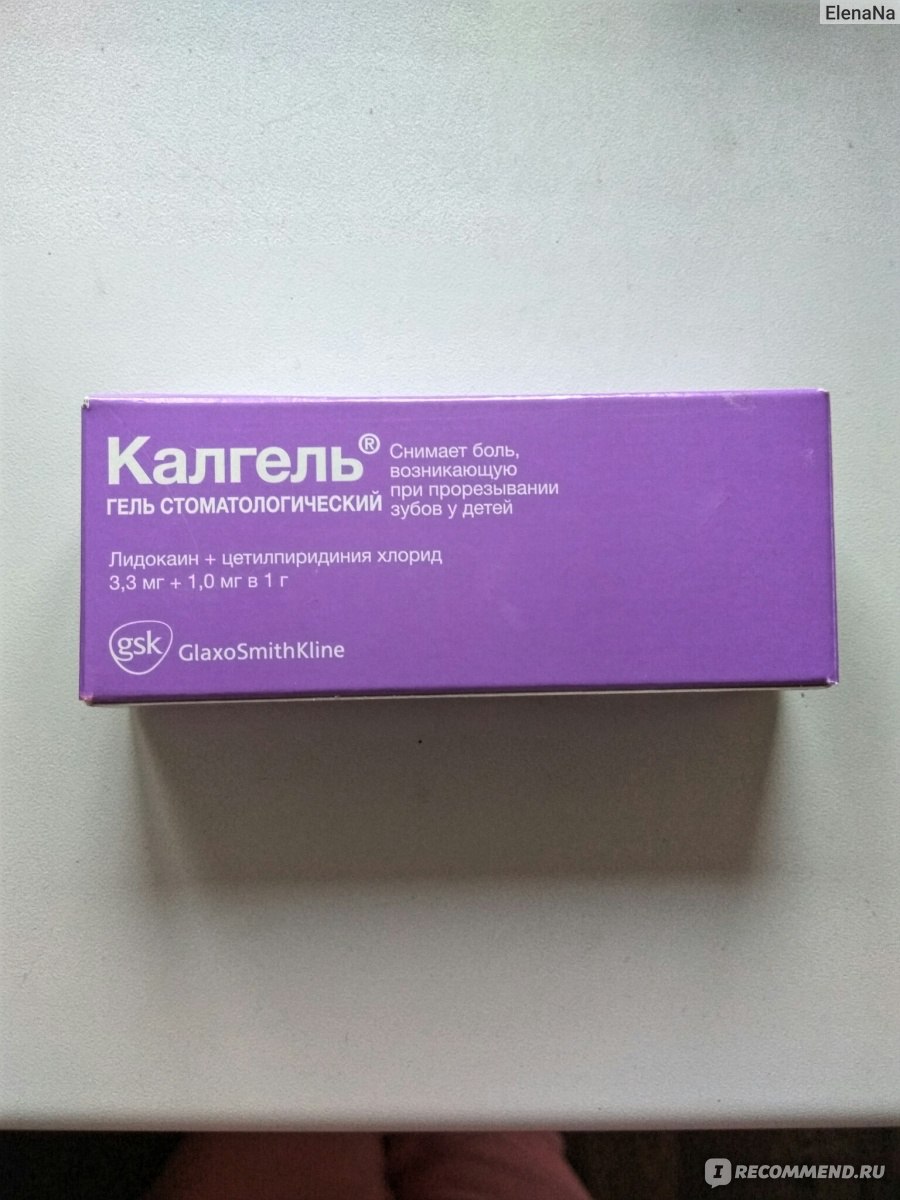 ElenaNa
Калгель®
ГЕЛЬ СТОМАТОЛОГИЧЕСКИЙ
Снимает боль,
возникающую
при прорезывании
зубов у детей
Лидокаин + цетилпиридиния хлорид
3,3 мг + 1,0 мг в 1 г
gsk GlaxoSmithKline
IRECOMMEND.RU